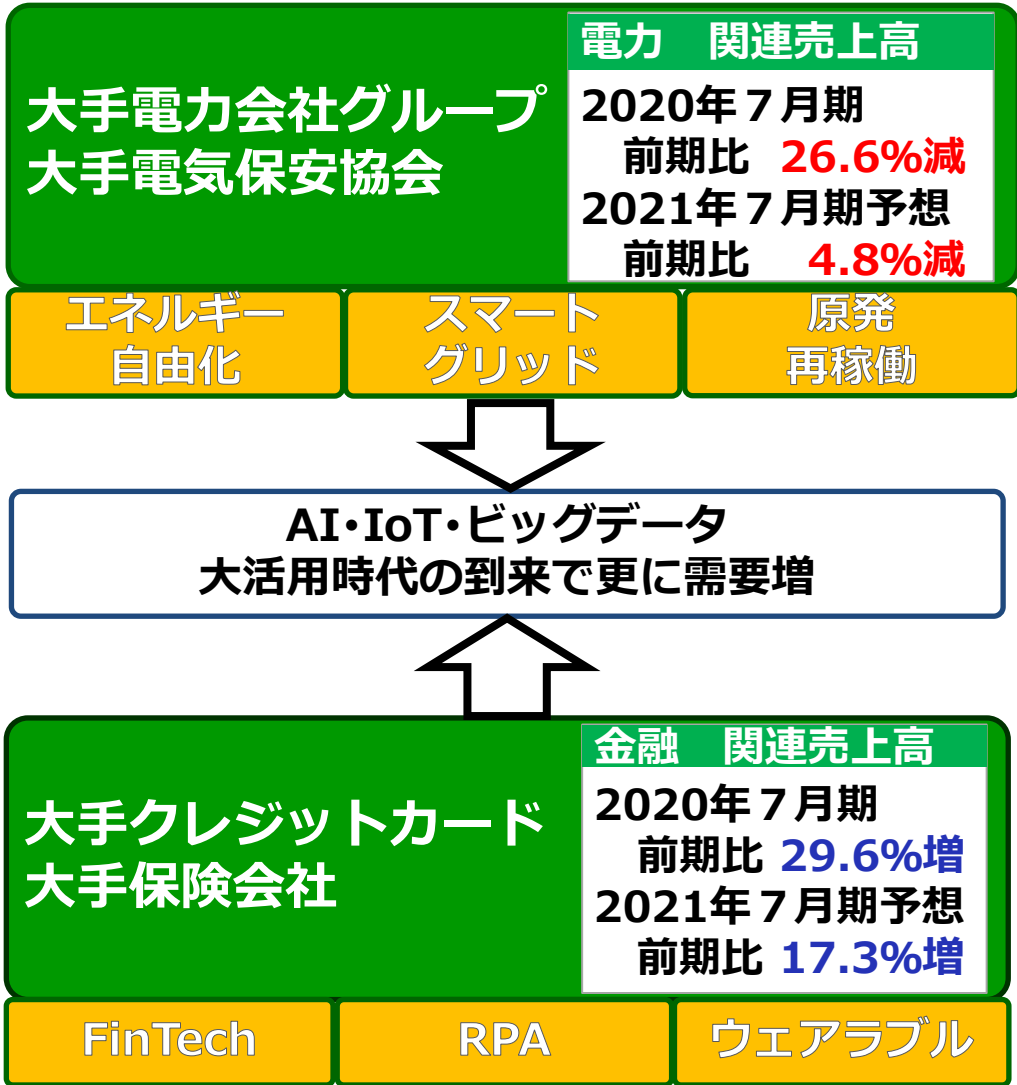 大手電力会社グループ
大手電気保安協会
電力　関連売上高
2020年７月期
前期比 26.6%減
2021年７月期予想
前期比 4.8%減
エネルギー
自由化
スマート
グリッド
原発
再稼働
AI・IoT・ビッグデータ
大活用時代の到来で更に需要増
大手クレジットカード
大手保険会社
金融　関連売上高
2020年７月期
前期比 29.6%増
2021年７月期予想
前期比 17.3%増
FinTech
RPA
ウェアラブル